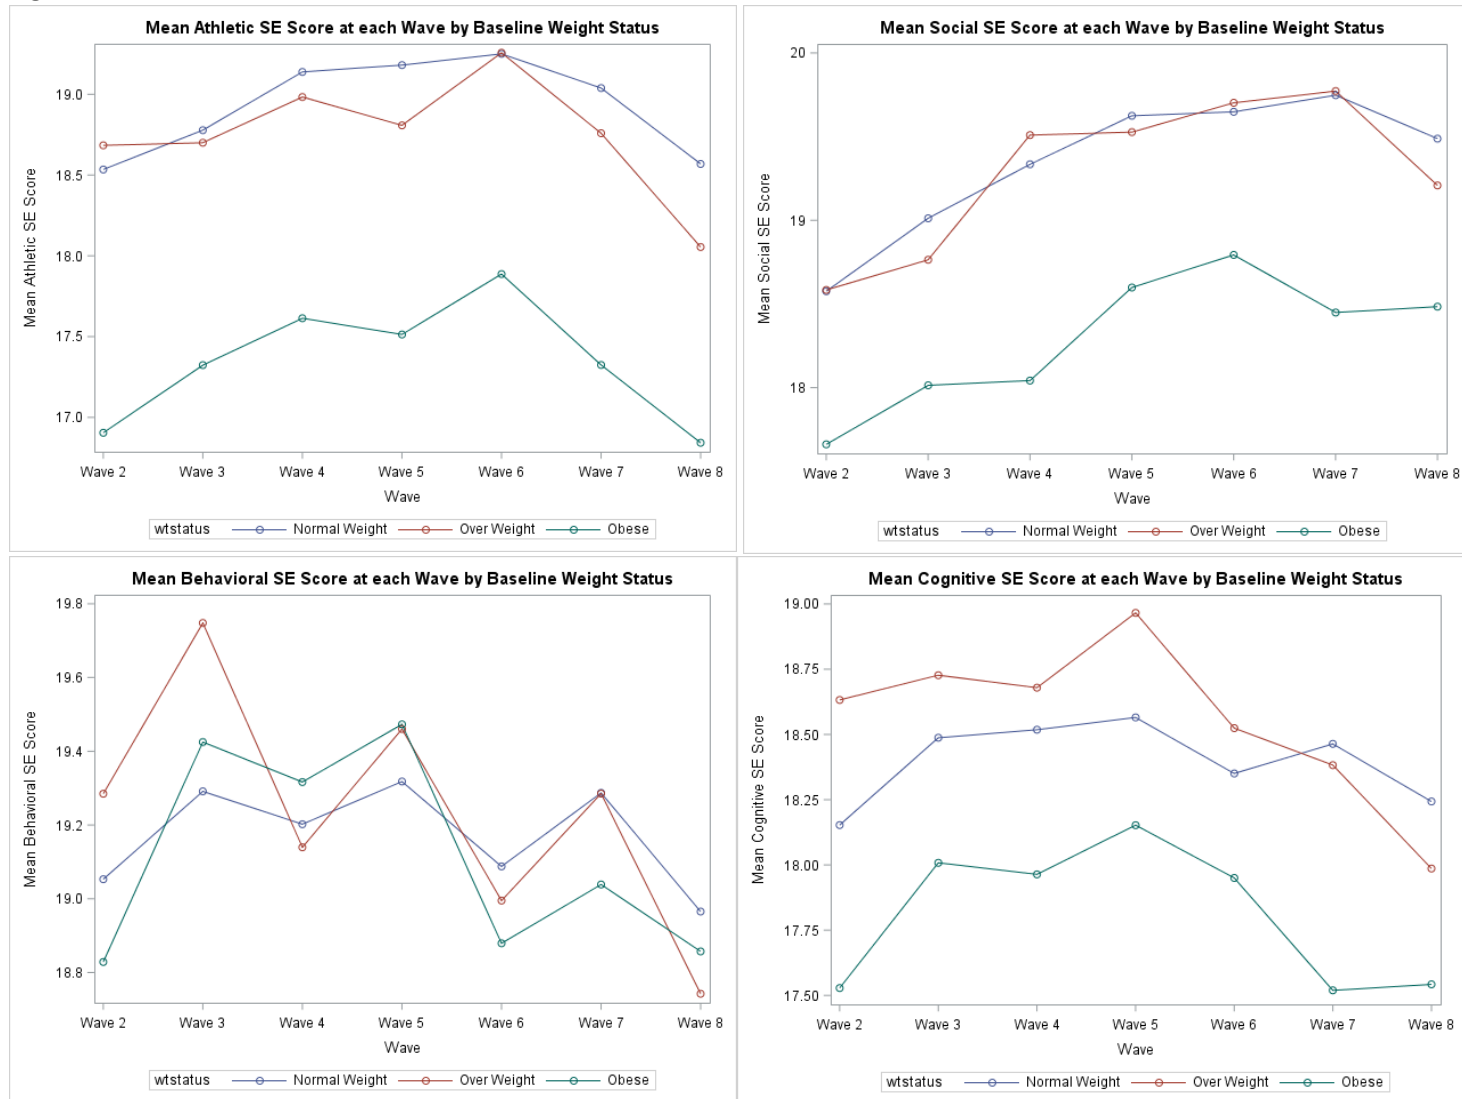 Mean Athletic SE Score at each Wave by Baseline Weight Status
Mean Athletic SE Score
19.0
18.5
18.0
17.5
17.0
Wave 2 Wave 3 Wave 4 Wave 5 Wave 6 Wave 7 Wave 8
Wave
wtstatus Normal Weight Over Weight Obese
Mean Social SE Score at each Wave by Baseline Weight Status
Mean Social SE Score
20
19
18
Wave 2 Wave 3 Wave 4 Wave 5 Wave 6 Wave 7 Wave 8
Wave
wtstatus Normal Weight Over Weight Obese
Mean Behavioral SE Score at each Wave by Baseline Weight Status
Mean Behavioral SE Score
19.8
19.6
19.4
19.2
19.0
18.8
Wave 2 Wave 3 Wave 4 Wave 5 Wave 6 Wave 7 Wave 8
Wave
wtstatus Normal Weight Over Weight Obese
Mean Cognitive SE Score at each Wave by Baseline Weight Status
Mean Cognitive SE Score
19.00
18.75
18.50
18.25
18.00
17.75
17.50
Wave 2 Wave 3 Wave 4 Wave 5 Wave 6 Wave 7 Wave 8
Wave
wtstatus Normal Weight Over Weight Obese